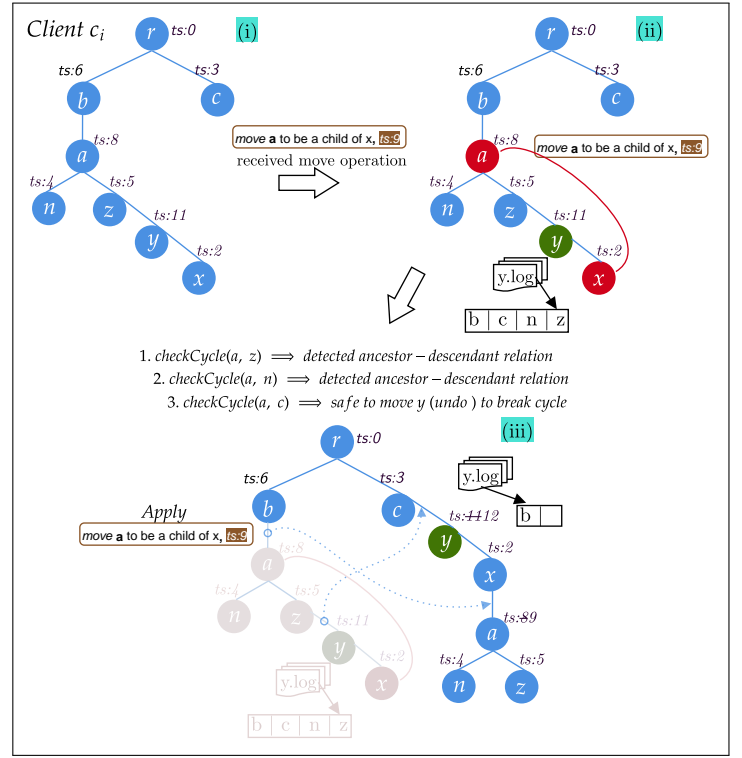 Client cᵢ
(i)
r ts:0
ts:6
ts:3
b
c
ts:8
a
ts:4
ts:5
n
z
ts:11
y
ts:2
x
move a to be a child of x, ts:9
received move operation
(ii)
r ts:0
ts:6
ts:3
b
c
ts:8
move a to be a child of x, ts:9
a
ts:4
ts:5
n
z
ts:11
y
ts:2
x
y.log
b | c | n | z
1. checkCycle(a, z) ⟹ detected ancestor − descendant relation
2. checkCycle(a, n) ⟹ detected ancestor − descendant relation
3. checkCycle(a, c) ⟹ safe to move y (undo ) to break cycle
(iii)
r ts:0
ts:6
ts:3
y.log
b
c
b |
Apply
move a to be a child of x, ts:9
ts:1112
y
ts:2
x
ts:8
a
ts:4
ts:5
n
z
ts:11
y
ts:2
x
y.log
b | c | n | z
ts:89
a
ts:4
ts:5
n
z